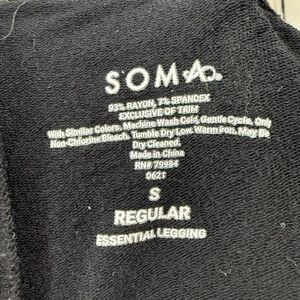 SOMA
93% RAYON, 7% SPANDEX
EXCLUSIVE OF TRIM
Machine Wash Cold, Gentle Cycle, Only
With Similar Colors, Tumble Dry Low, Warm Iron, May Be
Non-Chlorine Bleach,
Dry Cleaned.
Made in China
RN# 79984
0621
S
REGULAR
ESSENTIAL LEGGING